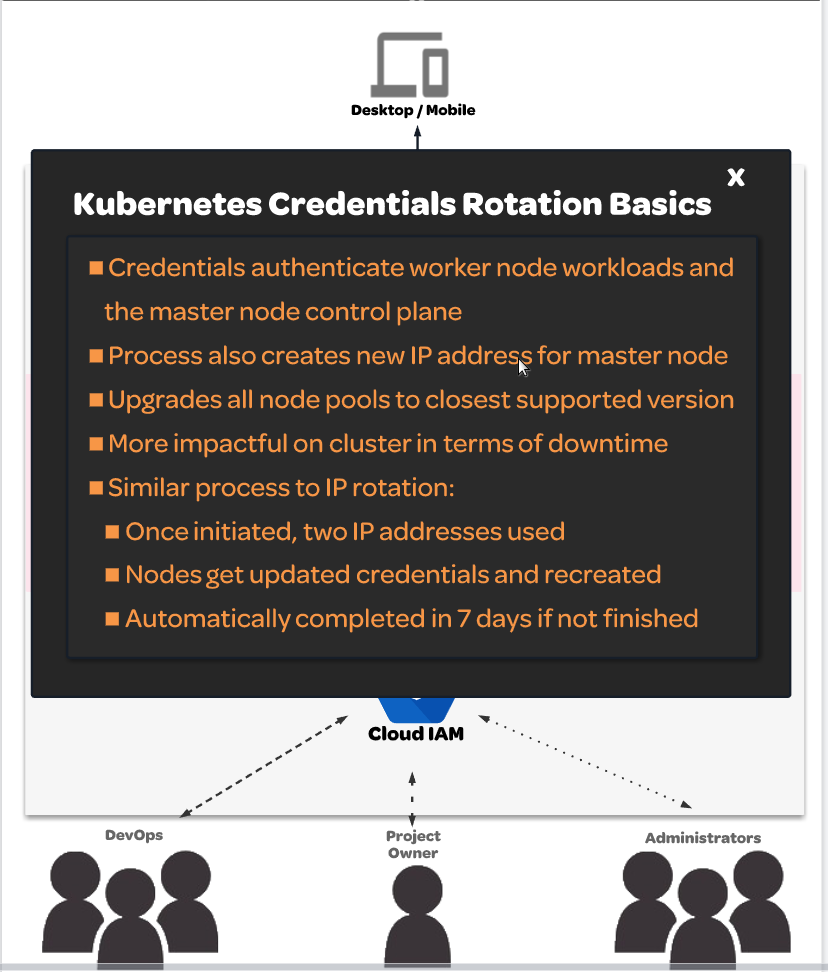 Desktop / Mobile
X
Kubernetes Credentials Rotation Basics
■ Credentials authenticate worker node workloads and
the master node control plane
■ Process also creates new IP address for master node
■ Upgrades all node pools to closest supported version
■ More impactful on cluster in terms of downtime
■ Similar process to IP rotation:
■ Once initiated, two IP addresses used
■ Nodes get updated credentials and recreated
■ Automatically completed in 7 days if not finished
Cloud IAM
DevOps
Project
Owner
Administrators